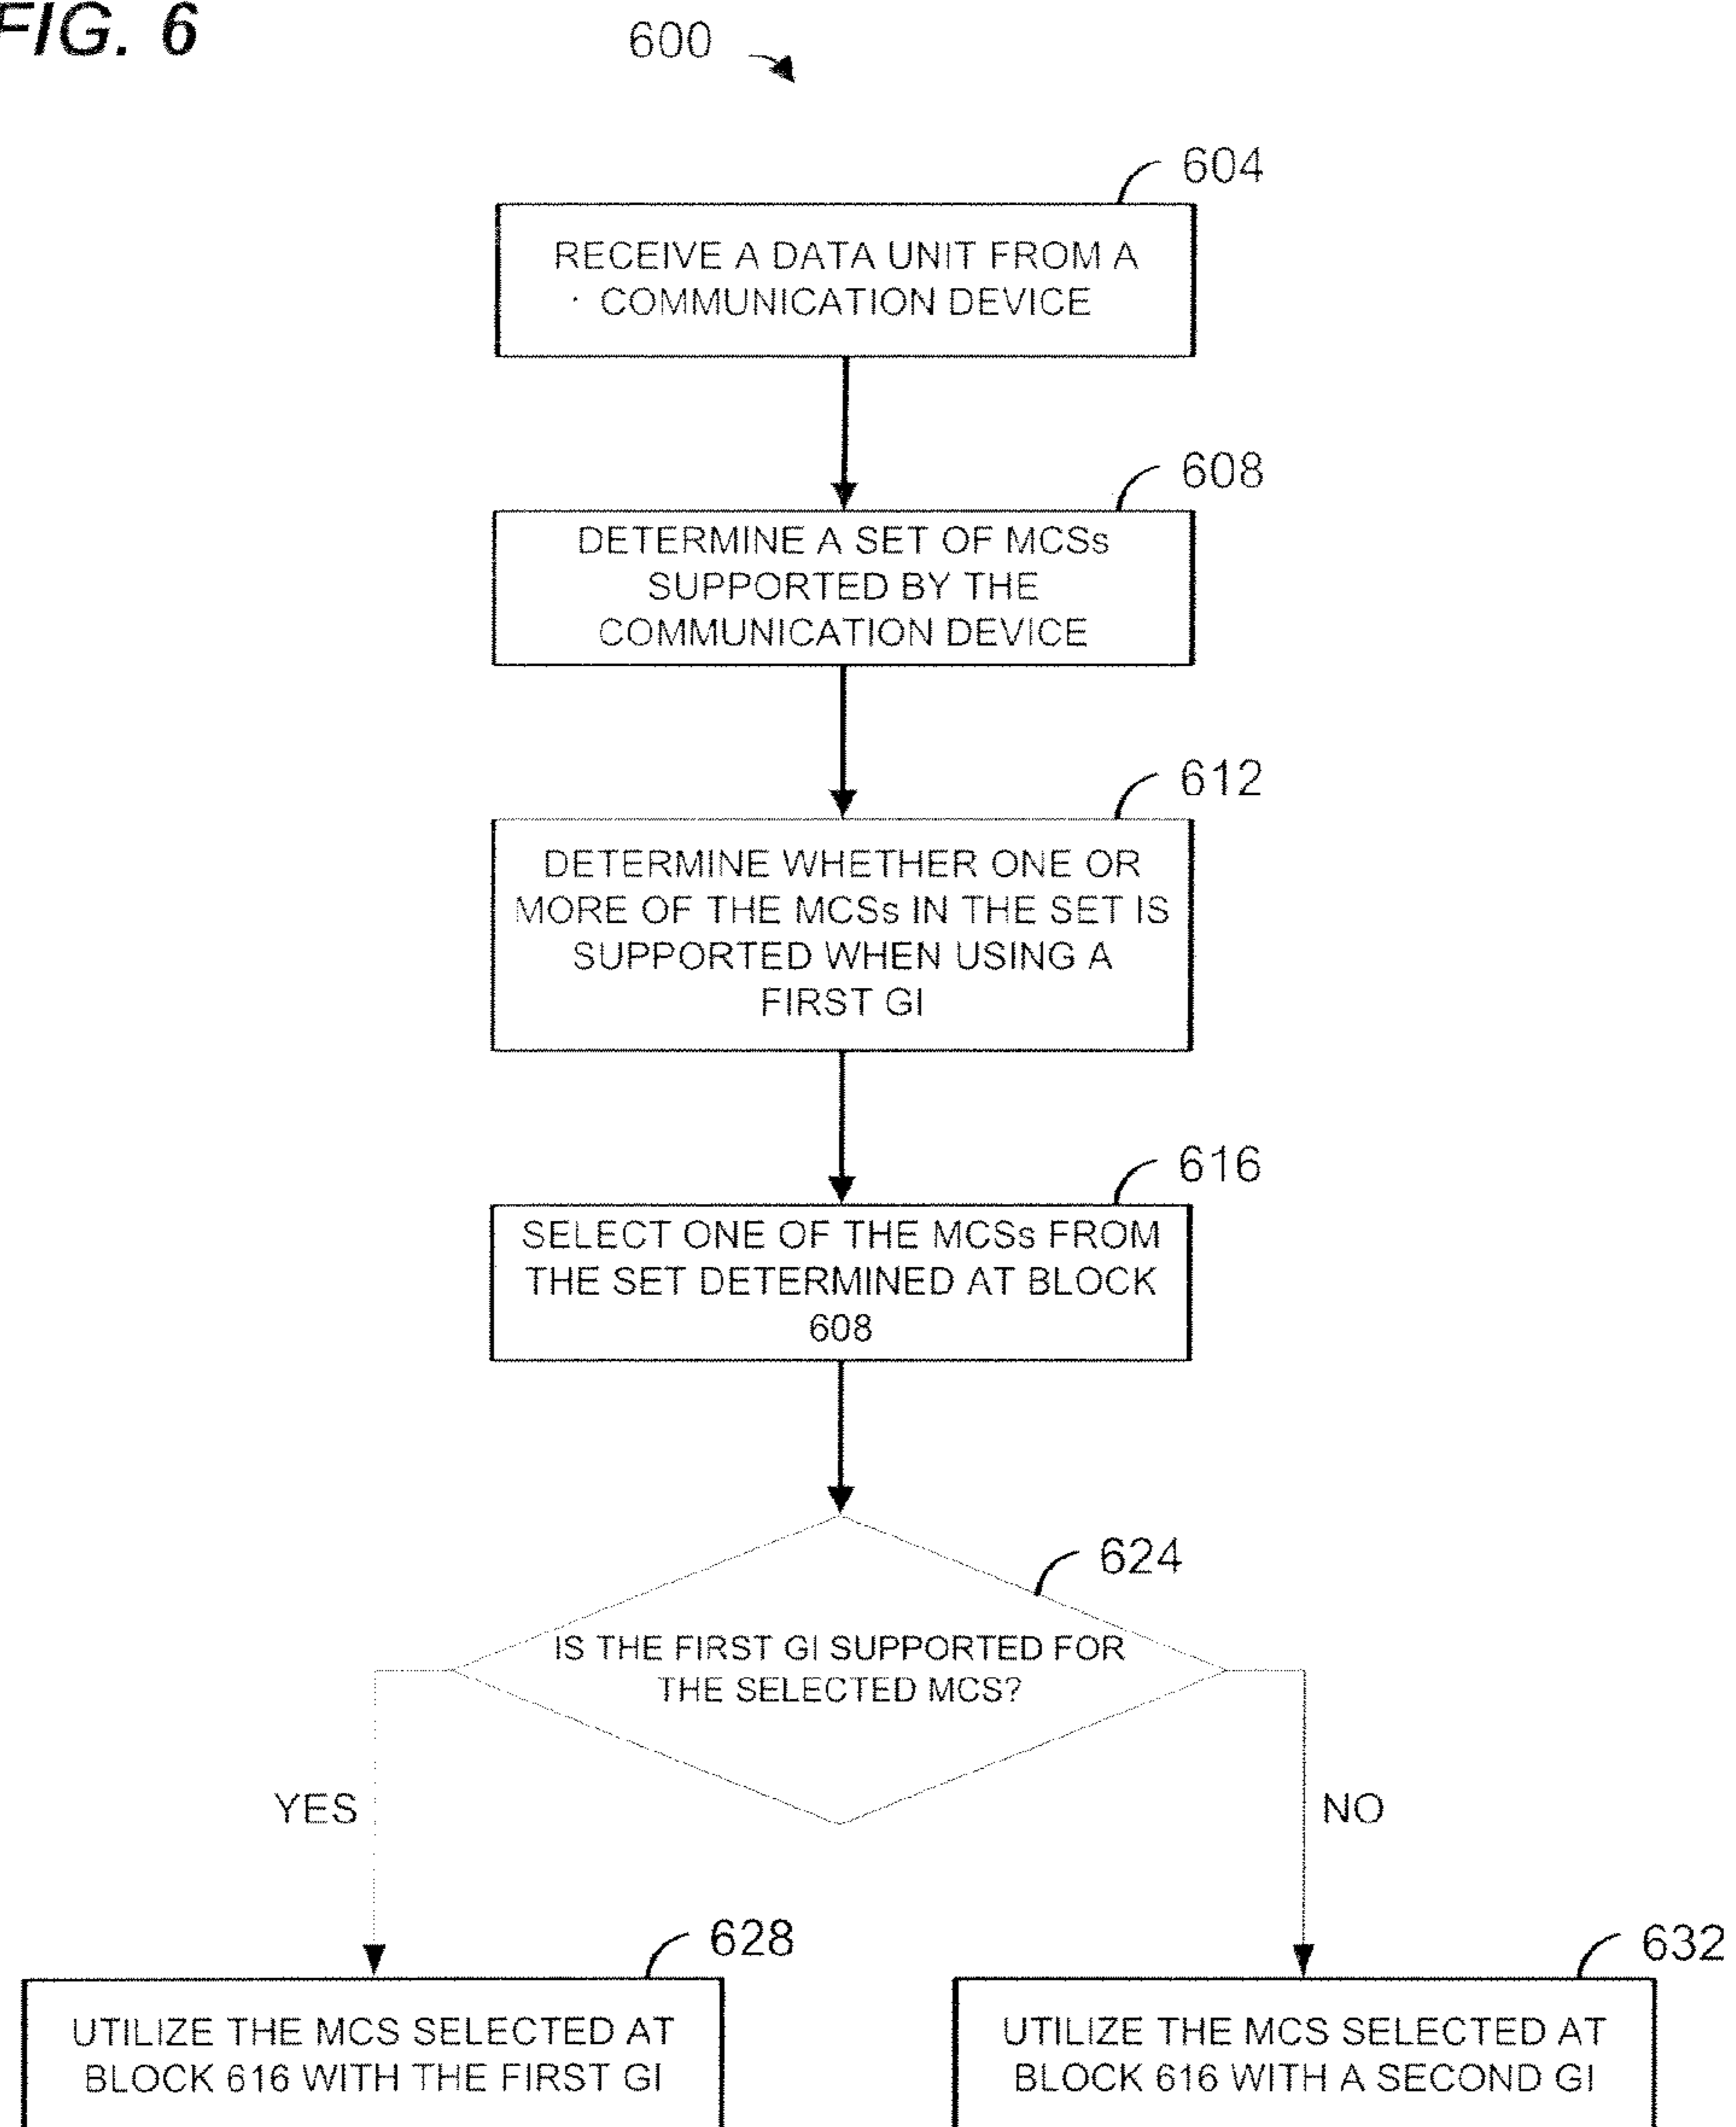 FIG. 6
600
604
RECEIVE A DATA UNIT FROM A
COMMUNICATION DEVICE
608
DETERMINE A SET OF MCSs
SUPPORTED BY THE
COMMUNICATION DEVICE
612
DETERMINE WHETHER ONE OR
MORE OF THE MCSs IN THE SET IS
SUPPORTED WHEN USING A
FIRST GI
616
SELECT ONE OF THE MCSs FROM
THE SET DETERMINED AT BLOCK
608
624
IS THE FIRST GI SUPPORTED FOR
THE SELECTED MCS?
YES
NO
628
UTILIZE THE MCS SELECTED AT
BLOCK 616 WITH THE FIRST GI
632
UTILIZE THE MCS SELECTED AT
BLOCK 616 WITH A SECOND GI